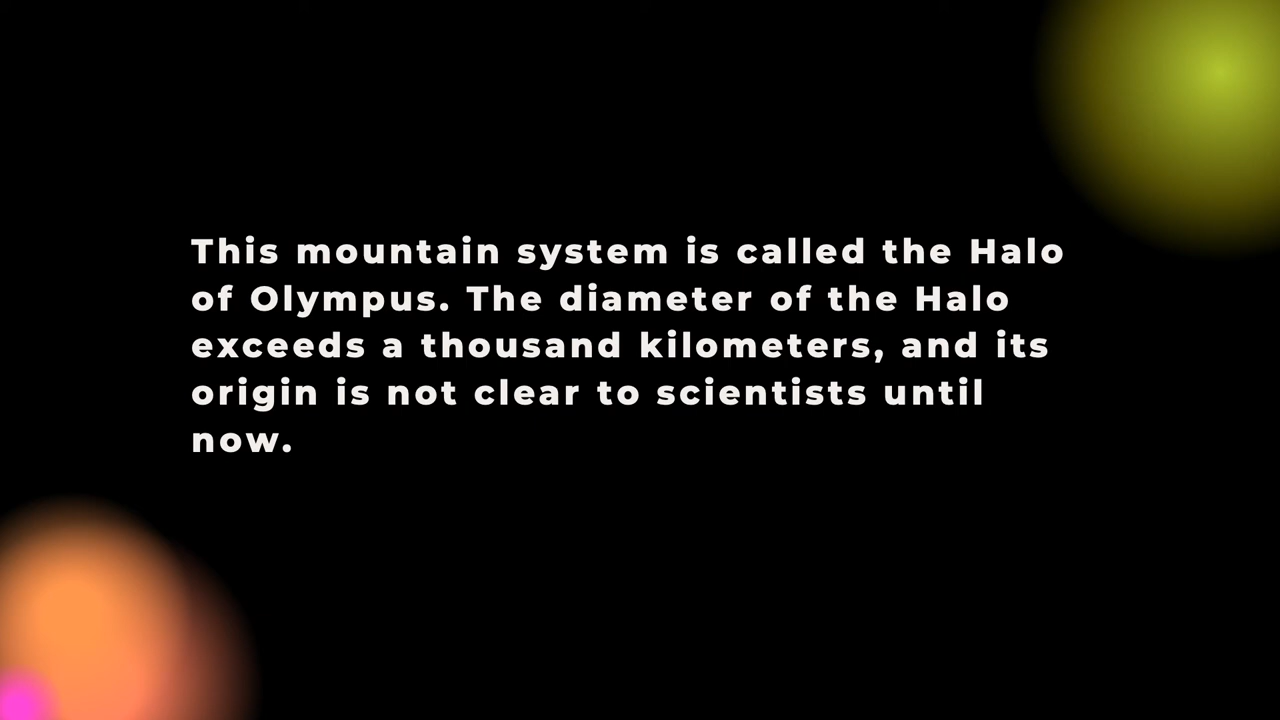 This mountain system is called the Halo
of Olympus. The diameter of the Halo
exceeds a thousand kilometers, and its
origin is not clear to scientists until
now.